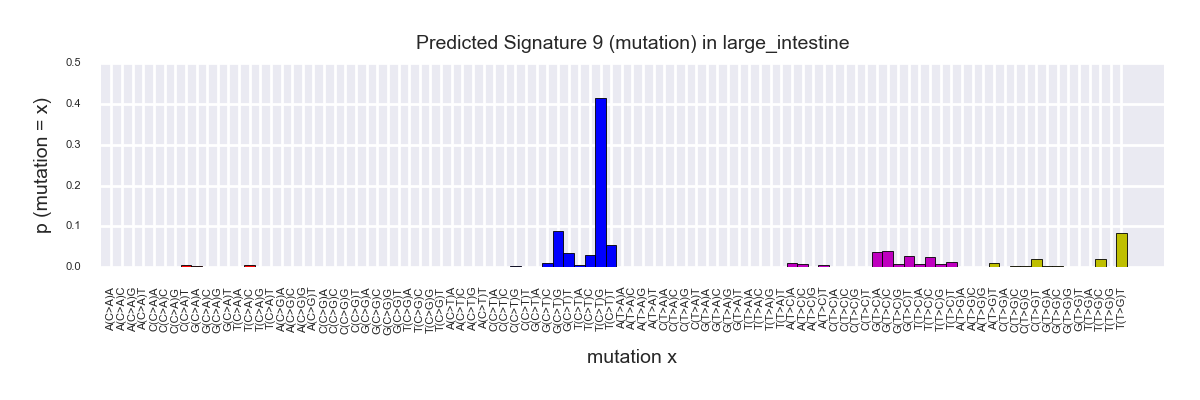 Predicted Signature 9 (mutation) in large_intestine
0.5
0.4
0.3
0.2
0.1
0.0
p (mutation = x)
A(C>A)A
A(C>A)C
A(C>A)G
A(C>A)T
C(C>A)A
C(C>A)C
C(C>A)G
C(C>A)T
G(C>A)A
G(C>A)C
G(C>A)G
G(C>A)T
T(C>A)A
T(C>A)C
T(C>A)G
T(C>A)T
A(C>G)A
A(C>G)C
A(C>G)G
A(C>G)T
C(C>G)A
C(C>G)C
C(C>G)G
C(C>G)T
G(C>G)A
G(C>G)C
G(C>G)G
G(C>G)T
T(C>G)A
T(C>G)C
T(C>G)G
T(C>G)T
A(C>T)A
A(C>T)C
A(C>T)G
A(C>T)T
C(C>T)A
C(C>T)C
C(C>T)G
C(C>T)T
G(C>T)A
G(C>T)C
G(C>T)G
G(C>T)T
T(C>T)A
T(C>T)C
T(C>T)G
T(C>T)T
A(T>A)A
A(T>A)C
A(T>A)G
A(T>A)T
C(T>A)A
C(T>A)C
C(T>A)G
C(T>A)T
G(T>A)A
G(T>A)C
G(T>A)G
G(T>A)T
T(T>A)A
T(T>A)C
T(T>A)G
T(T>A)T
A(T>C)A
A(T>C)C
A(T>C)G
A(T>C)T
C(T>C)A
C(T>C)C
C(T>C)G
C(T>C)T
G(T>C)A
G(T>C)C
G(T>C)G
G(T>C)T
T(T>C)A
T(T>C)C
T(T>C)G
T(T>C)T
A(T>G)A
A(T>G)C
A(T>G)G
A(T>G)T
C(T>G)A
C(T>G)C
C(T>G)G
C(T>G)T
G(T>G)A
G(T>G)C
G(T>G)G
G(T>G)T
T(T>G)A
T(T>G)C
T(T>G)G
T(T>G)T
mutation x